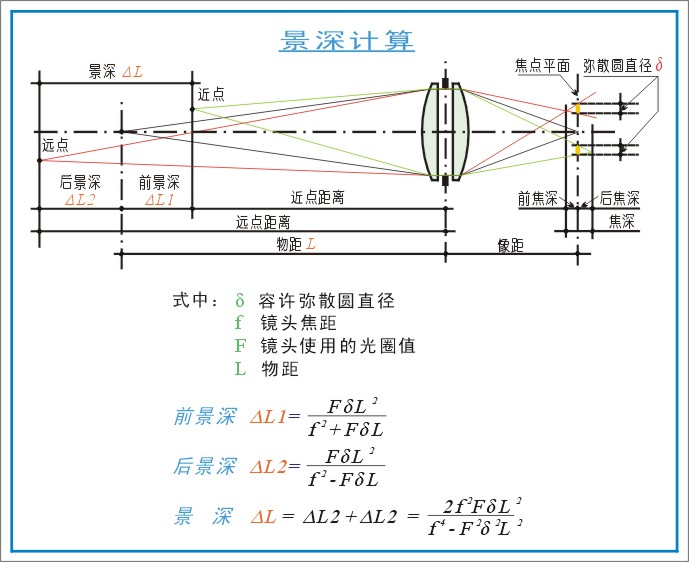 景深计算
景深 ΔL
焦点平面
弥散圆直径 δ
近点
远点
后景深
ΔL2
前景深
ΔL1
近点距离
前焦深
后焦深
远点距离
焦深
物距 L
像距
式中： δ 容许弥散圆直径
f 镜头焦距
F 镜头使用的光圈值
L 物距
前景深 ΔL1= FδL² / f²+FδL
后景深 ΔL2= FδL² / f²-FδL
景 深 ΔL = ΔL2+ΔL2 = 2f²FδL² / f⁴-F²δ²L²